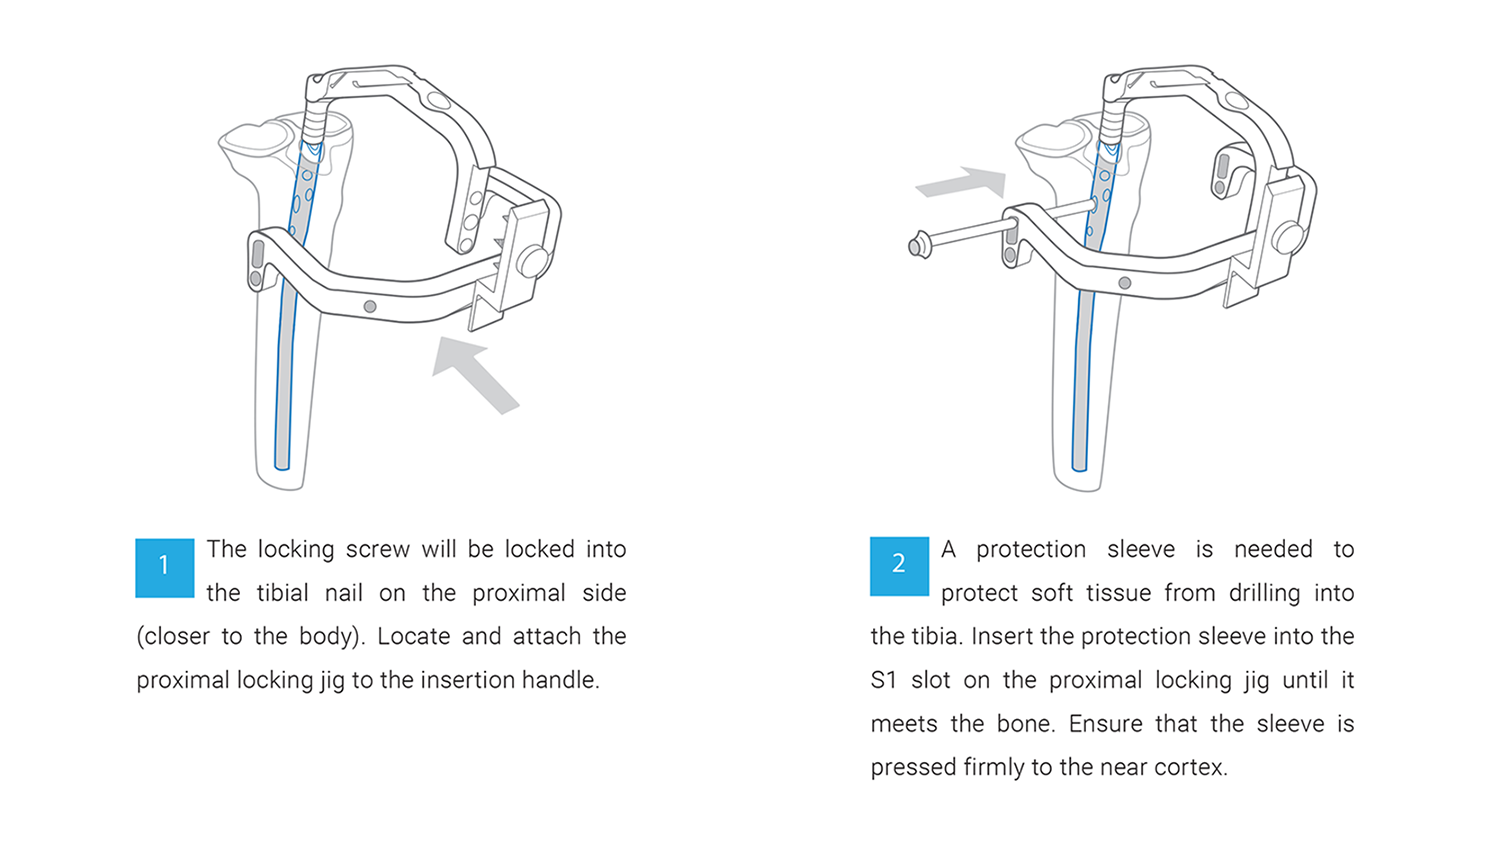 1 The locking screw will be locked into
the tibial nail on the proximal side
(closer to the body). Locate and attach the
proximal locking jig to the insertion handle.
2 A protection sleeve is needed to
protect soft tissue from drilling into
the tibia. Insert the protection sleeve into the
S1 slot on the proximal locking jig until it
meets the bone. Ensure that the sleeve is
pressed firmly to the near cortex.